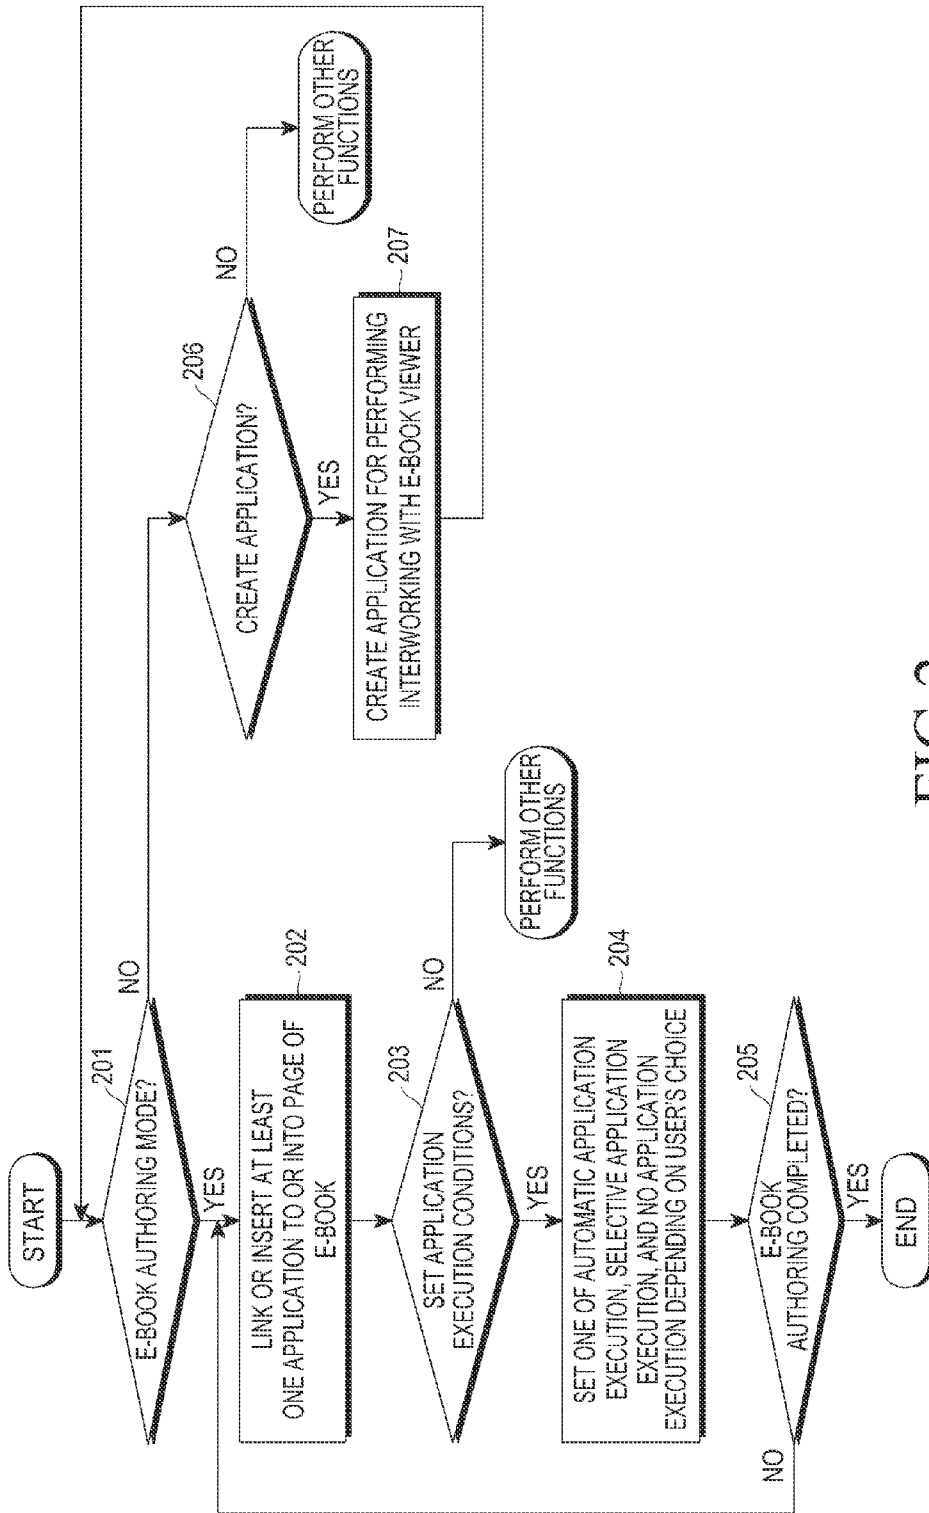 START
201
E-BOOK AUTHORING MODE?
NO
YES
202
LINK OR INSERT AT LEAST
ONE APPLICATION TO OR INTO PAGE OF
E-BOOK
203
SET APPLICATION
EXECUTION CONDITIONS?
NO
PERFORM OTHER
FUNCTIONS
YES
204
SET ONE OF AUTOMATIC APPLICATION
EXECUTION, SELECTIVE APPLICATION
EXECUTION, AND NO APPLICATION
EXECUTION DEPENDING ON USER'S CHOICE
205
E-BOOK
AUTHORING COMPLETED?
NO
YES
END
206
CREATE APPLICATION?
NO
PERFORM OTHER
FUNCTIONS
YES
207
CREATE APPLICATION FOR PERFORMING
INTERWORKING WITH E-BOOK VIEWER